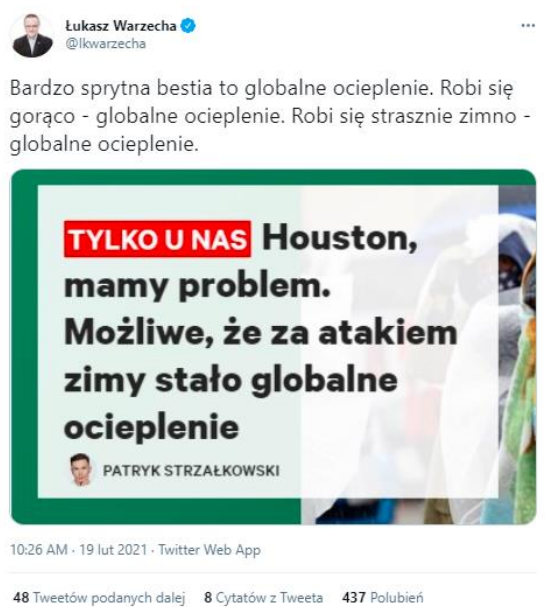 Łukasz Warzecha
@lkwarzecha
Bardzo sprytna bestia to globalne ocieplenie. Robi się
gorąco - globalne ocieplenie. Robi się strasznie zimno -
globalne ocieplenie.
TYLKO U NAS Houston,
mamy problem.
Możliwe, że za atakiem
zimy stało globalne
ocieplenie
PATRYK STRZAŁKOWSKI
10:26 AM · 19 lut 2021 · Twitter Web App
48 Tweetów podanych dalej 8 Cytatów z Tweeta 437 Polubień